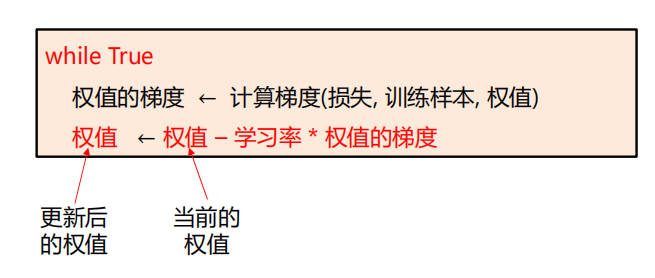 while True
权值的梯度 ← 计算梯度(损失, 训练样本, 权值)
权值 ← 权值 – 学习率 * 权值的梯度
更新后
的权值
当前的
权值